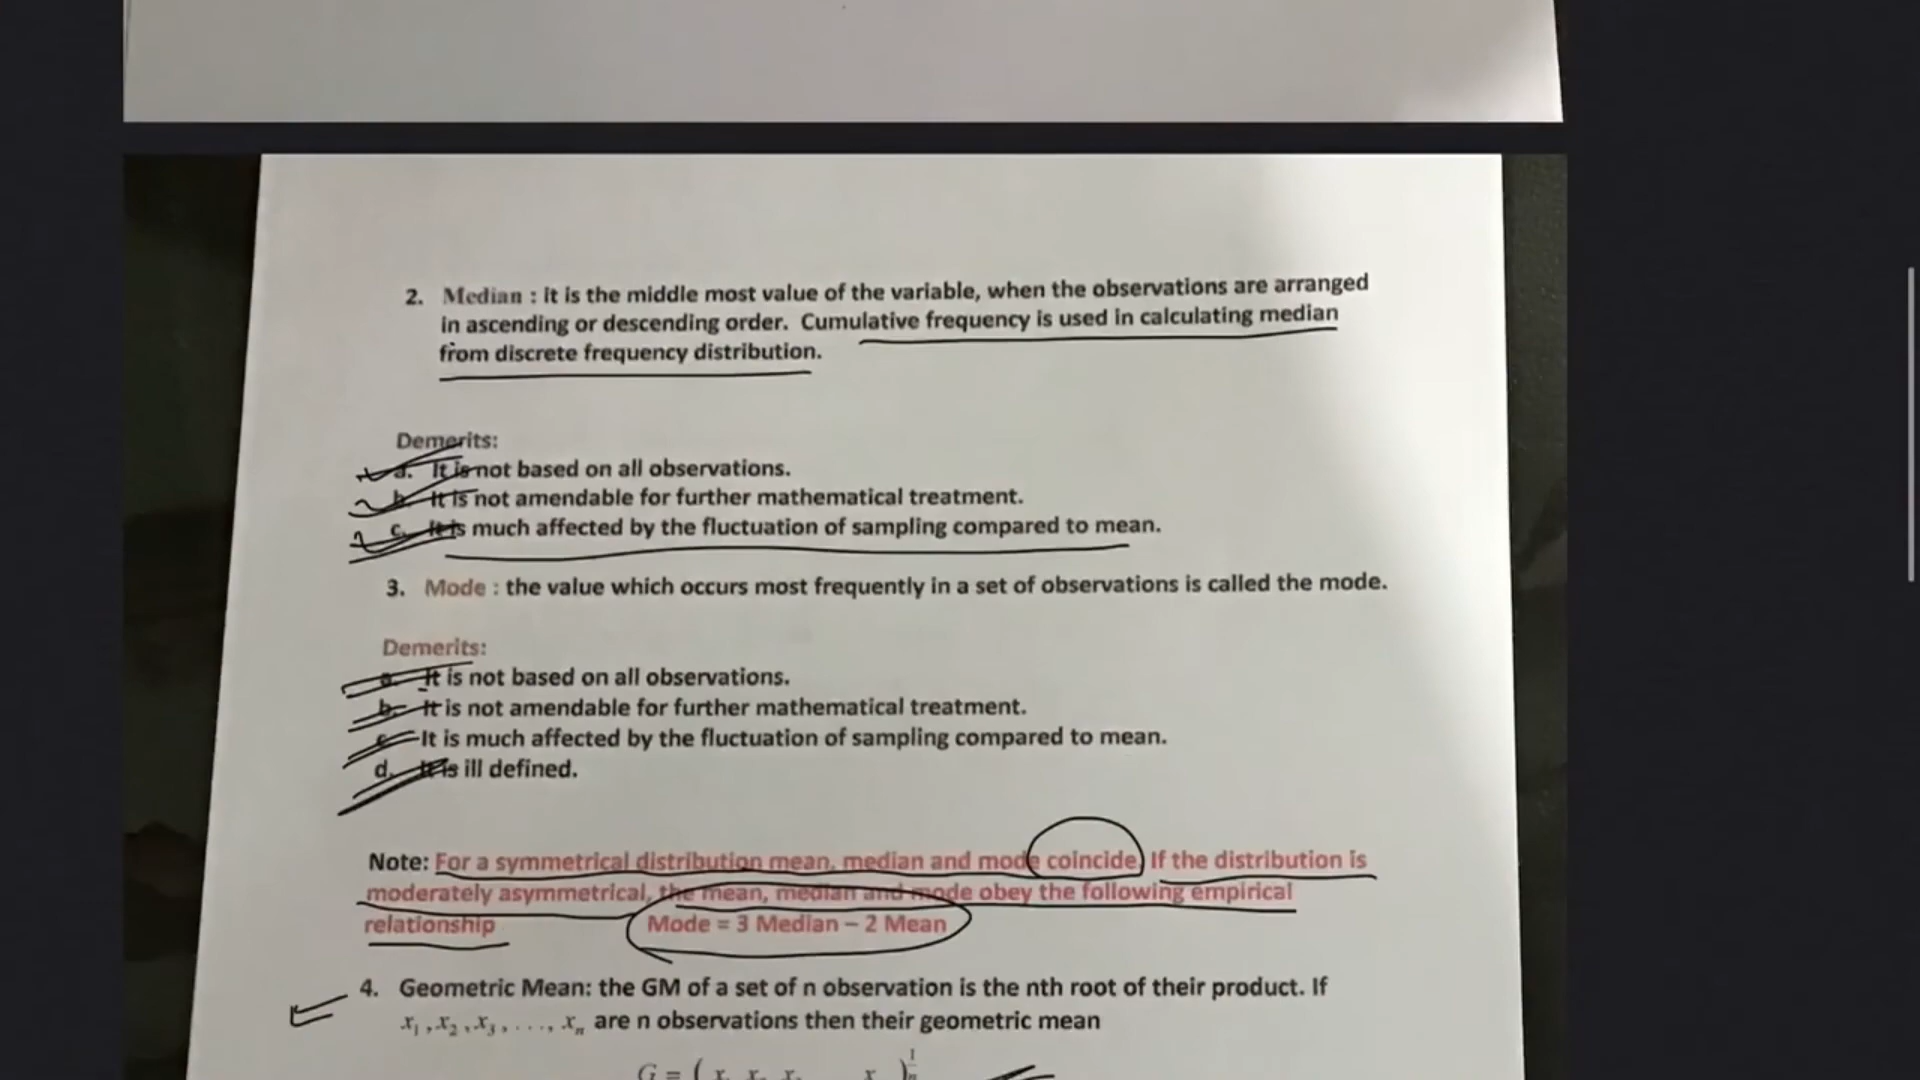 2. Median : it is the middle most value of the variable, when the observations are arranged
in ascending or descending order. Cumulative frequency is used in calculating median
from discrete frequency distribution.
Demerits:
a. It is not based on all observations.
b. It is not amendable for further mathematical treatment.
c. It is much affected by the fluctuation of sampling compared to mean.
3. Mode : the value which occurs most frequently in a set of observations is called the mode.
Demerits:
a. It is not based on all observations.
b. It is not amendable for further mathematical treatment.
c. It is much affected by the fluctuation of sampling compared to mean.
d. It is ill defined.
Note: For a symmetrical distribution mean, median and mode coincide. If the distribution is
moderately asymmetrical, the mean, median and mode obey the following empirical
relationship Mode = 3 Median – 2 Mean
4. Geometric Mean: the GM of a set of n observation is the nth root of their product. If
x₁ , x₂ , x₃ , . . . , xₙ are n observations then their geometric mean
G = (